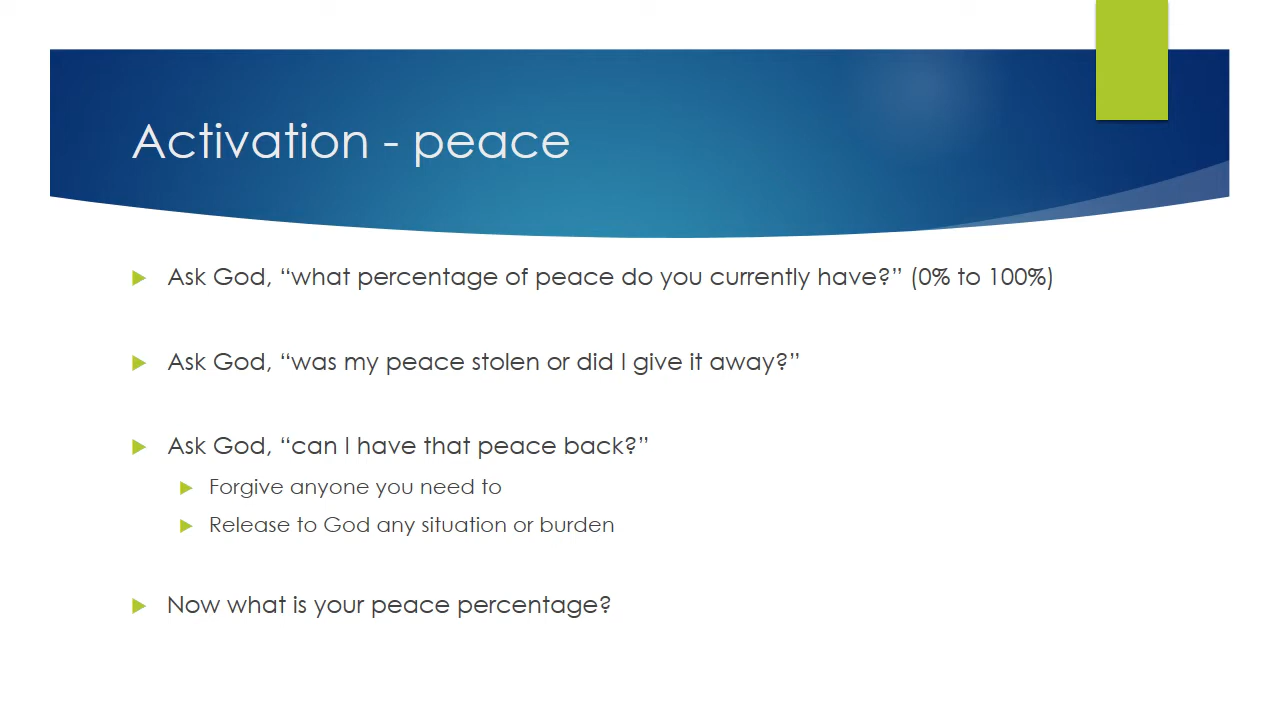 Activation - peace
Ask God, “what percentage of peace do you currently have?” (0% to 100%)
Ask God, “was my peace stolen or did I give it away?”
Ask God, “can I have that peace back?”
Forgive anyone you need to
Release to God any situation or burden
Now what is your peace percentage?